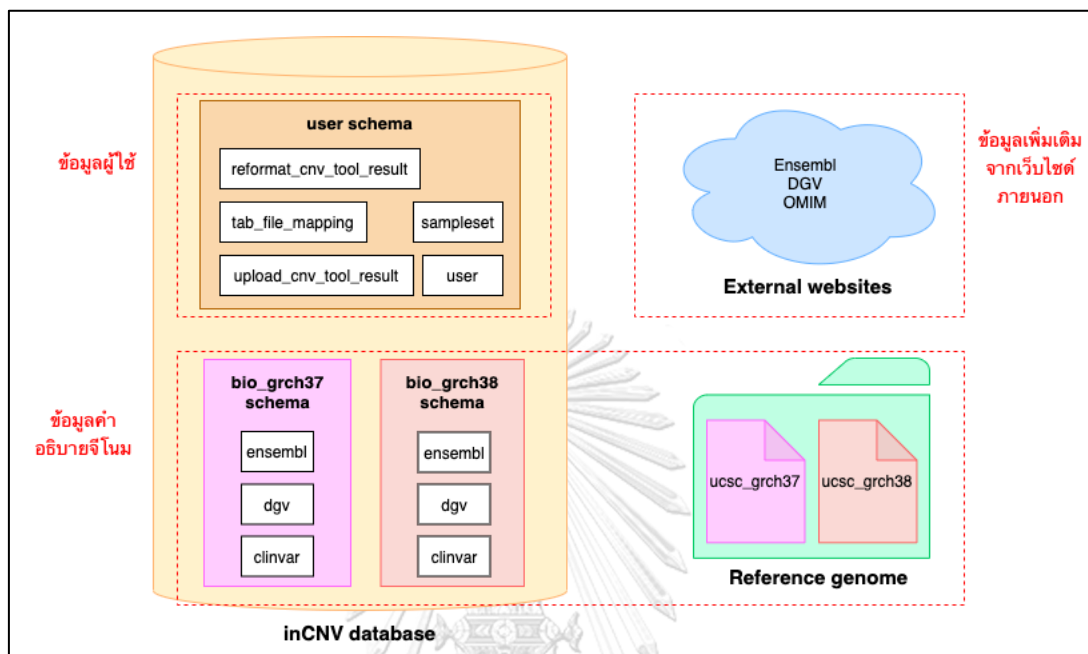 user schema
ข้อมูลผู้ใช้
reformat_cnv_tool_result
tab_file_mapping
sampleset
upload_cnv_tool_result
user
Ensembl
DGV
OMIM
External websites
ข้อมูลเพิ่มเติม
จากเว็บไซต์
ภายนอก
ข้อมูลคำ
อธิบายจีโนม
bio_grch37
schema
ensembl
dgv
clinvar
bio_grch38
schema
ensembl
dgv
clinvar
ucsc_grch37
ucsc_grch38
Reference genome
inCNV database